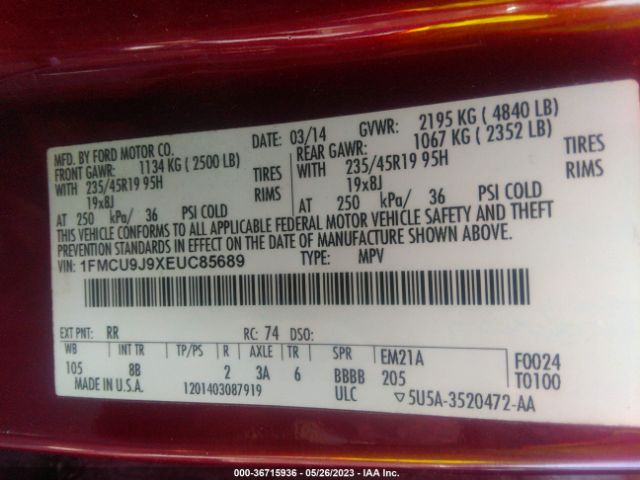 MFD. BY FORD MOTOR CO.
DATE: 03/14 GVWR: 2195 KG ( 4840 LB)
FRONT GAWR: 1134 KG ( 2500 LB) REAR GAWR: 1067 KG ( 2352 LB)
WITH 235/45R19 95H TIRES WITH 235/45R19 95H TIRES
19x8J RIMS 19x8J RIMS
AT 250 kPa/ 36 PSI COLD AT 250 kPa/ 36 PSI COLD
THIS VEHICLE CONFORMS TO ALL APPLICABLE FEDERAL MOTOR VEHICLE SAFETY AND THEFT
PREVENTION STANDARDS IN EFFECT ON THE DATE OF MANUFACTURE SHOWN ABOVE.
VIN: 1FMCU9J9XEUC85689 TYPE: MPV
EXT PNT: RR RC: 74 DSO:
WB INT TR TP/PS R AXLE TR SPR EM21A F0024
105 8B 2 3A 6 BBBB 205 T0100
MADE IN U.S.A. 1201403087919 ULC ▽5U5A-3520472-AA
000-36715936 - 05/26/2023 - IAA Inc.